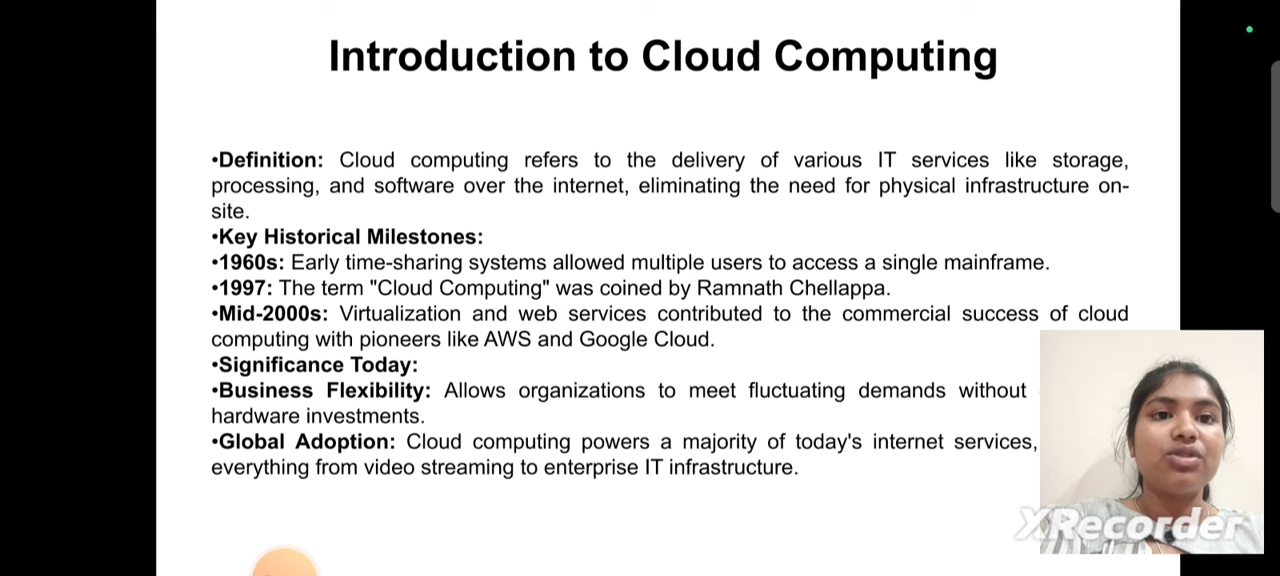 Introduction to Cloud Computing
•Definition: Cloud computing refers to the delivery of various IT services like storage,
processing, and software over the internet, eliminating the need for physical infrastructure on-
site.
•Key Historical Milestones:
•1960s: Early time-sharing systems allowed multiple users to access a single mainframe.
•1997: The term "Cloud Computing" was coined by Ramnath Chellappa.
•Mid-2000s: Virtualization and web services contributed to the commercial success of cloud
computing with pioneers like AWS and Google Cloud.
•Significance Today:
•Business Flexibility: Allows organizations to meet fluctuating demands without
hardware investments.
•Global Adoption: Cloud computing powers a majority of today's internet services,
everything from video streaming to enterprise IT infrastructure.
XRecorder